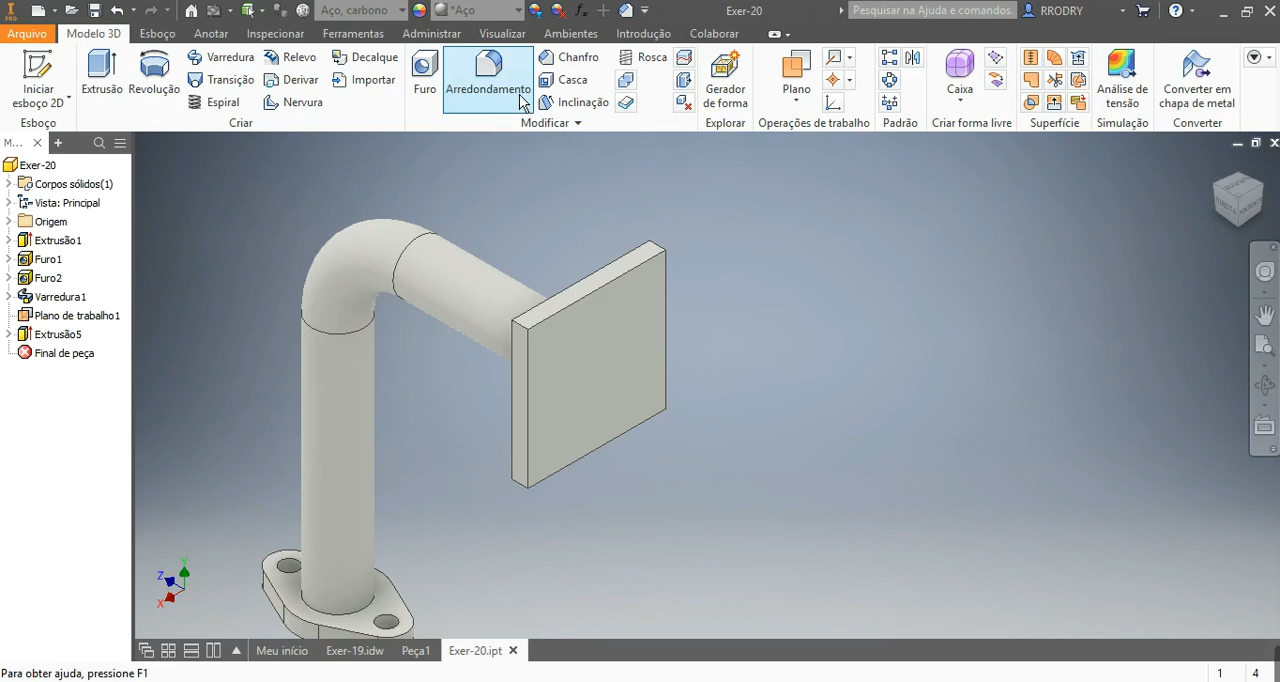 PRO
Aço, carbono
*Aço
Exer-20
Pesquisar na Ajuda e comandos.
RRODRY
Arquivo
Modelo 3D
Esboço
Anotar
Inspecionar
Ferramentas
Administrar
Visualizar
Ambientes
Introdução
Colaborar
Iniciar
esboço 2D
Esboço
Extrusão
Revolução
Varredura
Transição
Espiral
Relevo
Derivar
Nervura
Decalque
Importar
Criar
Furo
Arredondamento
Chanfro
Casca
Inclinação
Rosca
Modificar
Gerador
de forma
Explorar
Plano
Operações de trabalho
Padrão
Caixa
Criar forma livre
Superfície
Análise de
tensão
Simulação
Converter em
chapa de metal
Converter
M...
Exer-20
Corpos sólidos(1)
Vista: Principal
Origem
Extrusão1
Furo1
Furo2
Varredura1
Plano de trabalho1
Extrusão5
Final de peça
Z
Y
X
Meu início
Exer-19.idw
Peça1
Exer-20.ipt
Para obter ajuda, pressione F1
1
4